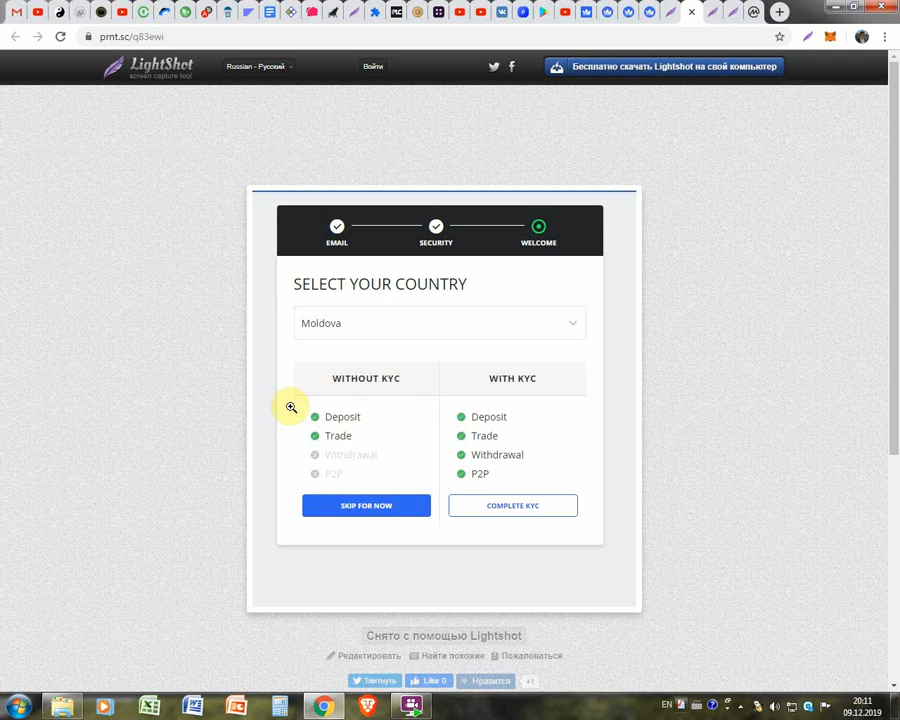 prnt.sc/q83ewi
LightShot
screen capture tool
Russian - Русский
Войти
Бесплатно скачать Lightshot на свой компьютер
EMAIL
SECURITY
WELCOME
SELECT YOUR COUNTRY
Moldova
WITHOUT KYC
WITH KYC
Deposit
Deposit
Trade
Trade
Withdrawal
Withdrawal
P2P
P2P
SKIP FOR NOW
COMPLETE KYC
Снято с помощью Lightshot
Редактировать
Найти похожие
Пожаловаться
Твитнуть
Like 0
Нравится
+1
EN
20:11
09.12.2019